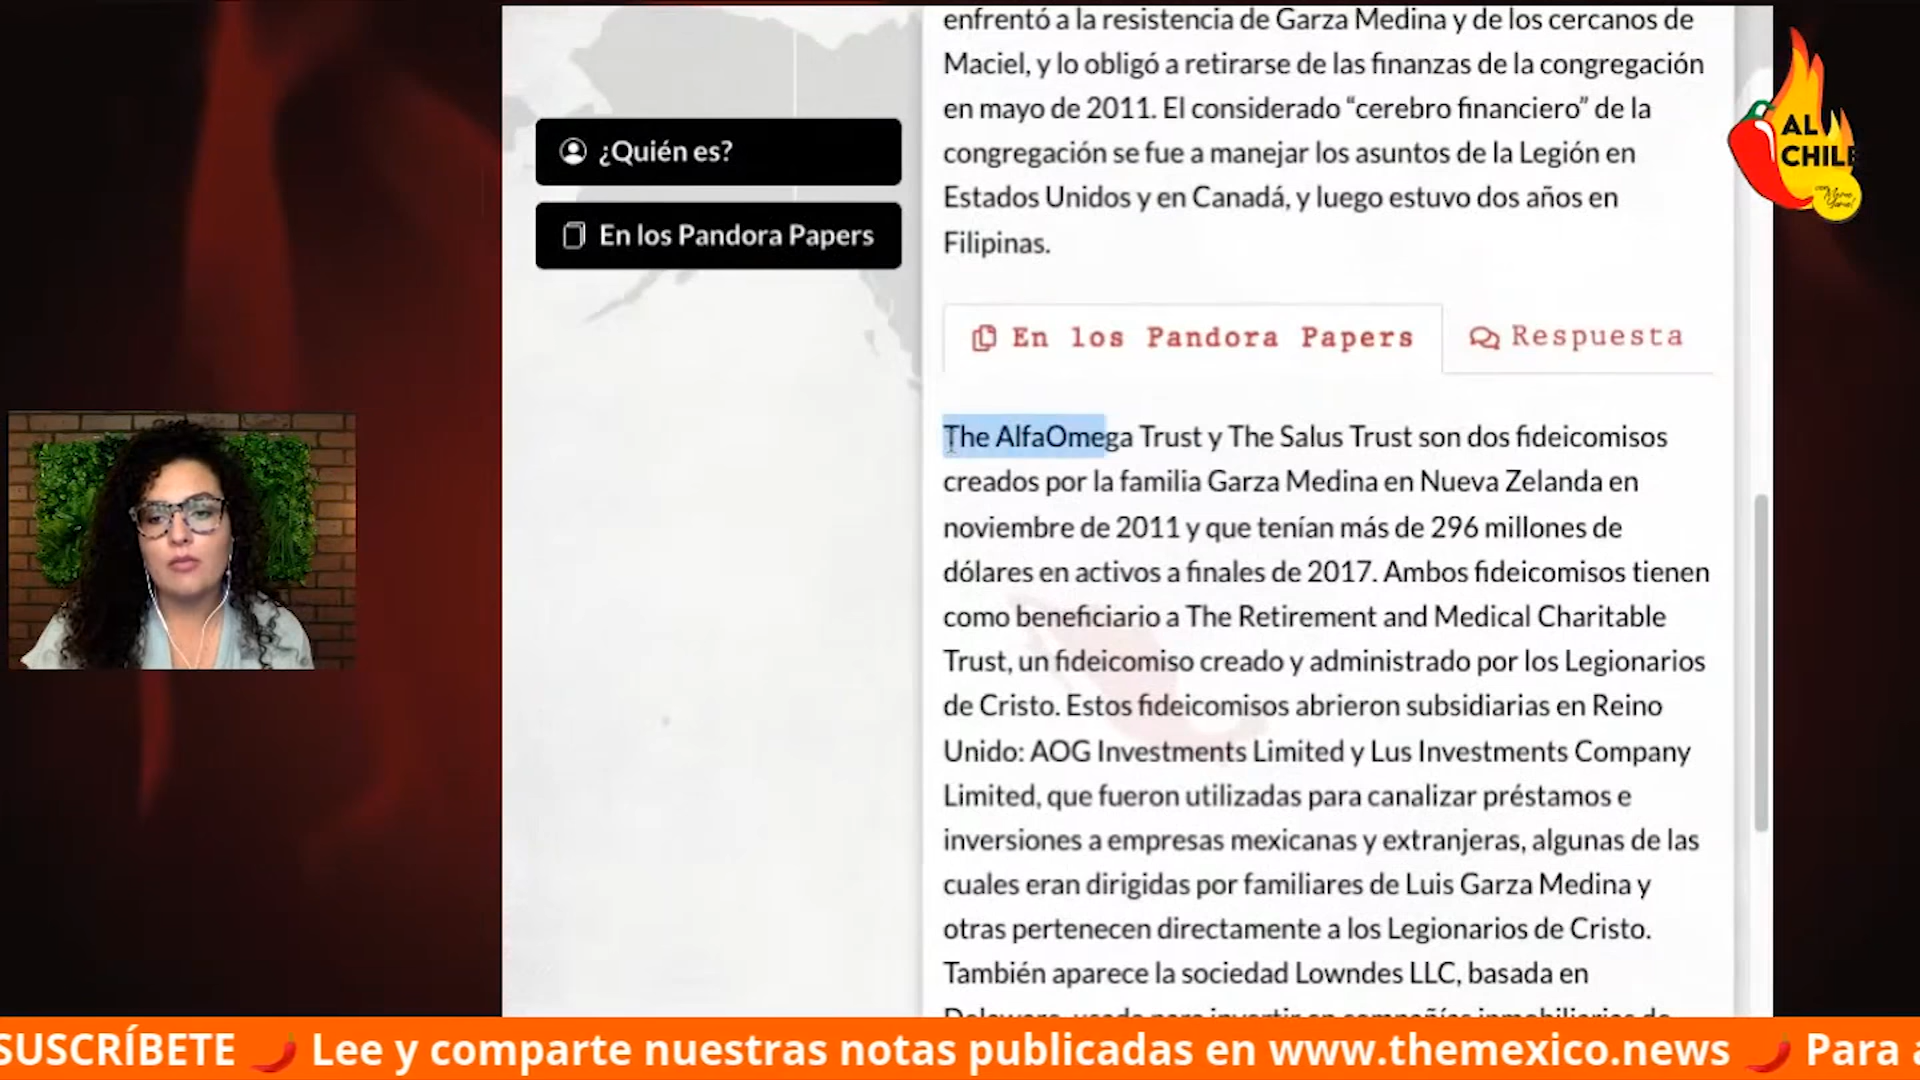 enfrentó a la resistencia de Garza Medina y de los cercanos de
Maciel, y lo obligó a retirarse de las finanzas de la congregación
en mayo de 2011. El considerado “cerebro financiero” de la
congregación se fue a manejar los asuntos de la Legión en
Estados Unidos y en Canadá, y luego estuvo dos años en
Filipinas.
¿Quién es?
En los Pandora Papers
AL
CHILE
En los Pandora Papers
Respuesta
The AlfaOmega Trust y The Salus Trust son dos fideicomisos
creados por la familia Garza Medina en Nueva Zelanda en
noviembre de 2011 y que tenían más de 296 millones de
dólares en activos a finales de 2017. Ambos fideicomisos tienen
como beneficiario a The Retirement and Medical Charitable
Trust, un fideicomiso creado y administrado por los Legionarios
de Cristo. Estos fideicomisos abrieron subsidiarias en Reino
Unido: AOG Investments Limited y Lus Investments Company
Limited, que fueron utilizadas para canalizar préstamos e
inversiones a empresas mexicanas y extranjeras, algunas de las
cuales eran dirigidas por familiares de Luis Garza Medina y
otras pertenecen directamente a los Legionarios de Cristo.
También aparece la sociedad Lowndes LLC, basada en
SUSCRÍBETE Lee y comparte nuestras notas publicadas en www.themexico.news Para a